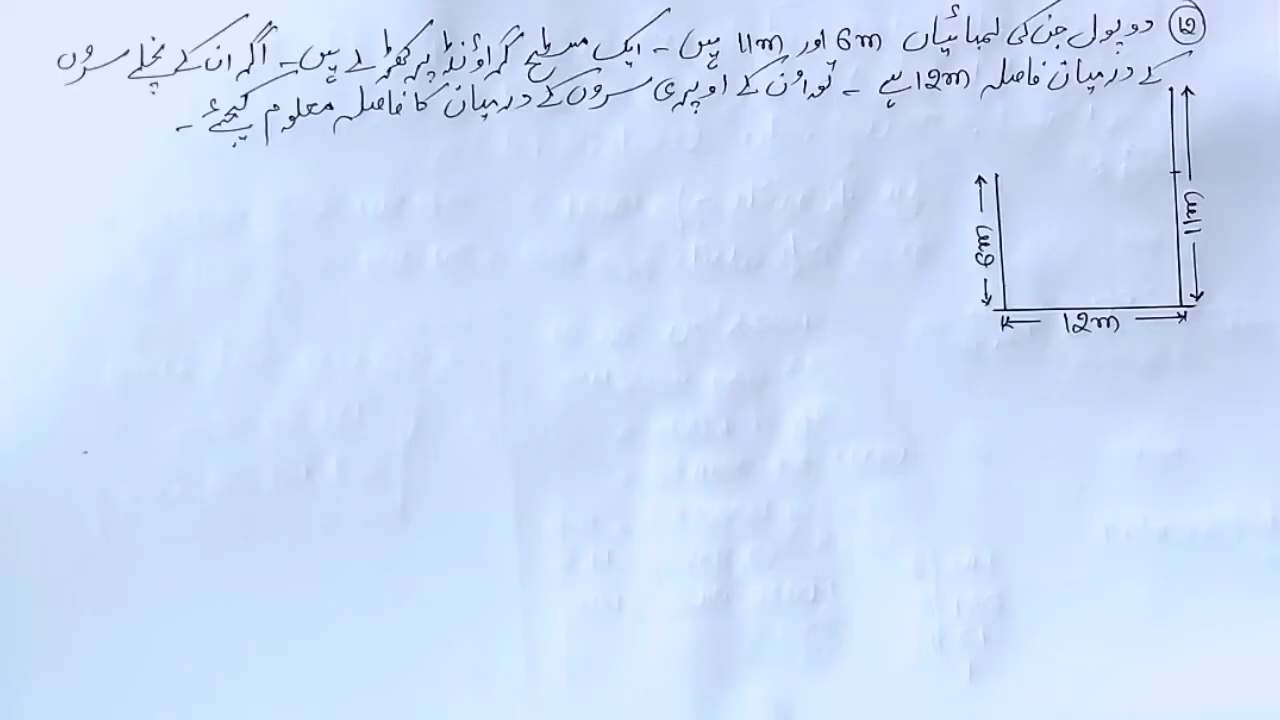 ⑫ دو پول جن کی لمبائیاں 6m اور 11m ہیں ۔ ایک مسطح گراؤنڈ پر کھڑے ہیں۔ اگر ان کے نچلے سروں
کے درمیان فاصلہ 12m ہے ۔ تو اُن کے اوپری سروں کے درمیان کا فاصلہ معلوم کیجئے ۔
11m
6m
12m